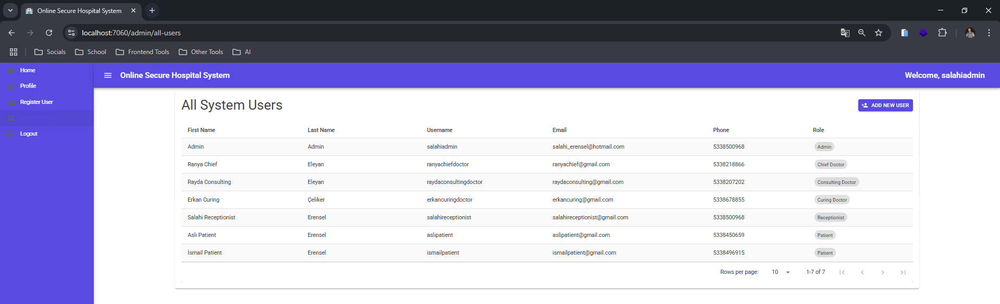 Online Secure Hospital System
localhost:7060/admin/all-users
Socials School Frontend Tools Other Tools AI
Home
Profile
Register User
Logout
Online Secure Hospital System
Welcome, salahiadmin
All System Users
ADD NEW USER
First Name Last Name Username Email Phone Role
Admin Admin salahiadmin salahi_erensel@hotmail.com 5338500968 Admin
Ranya Chief Eleyan ranyachiefdoctor ranyachief@gmail.com 5338218866 Chief Doctor
Rayda Consulting Eleyan raydaconsultingdoctor raydaconsulting@gmail.com 5338207202 Consulting Doctor
Erkan Curing Çeliker erkancuringdoctor erkancuring@gmail.com 5338678855 Curing Doctor
Salahi Receptionist Erensel salahireceptionist salahireceptionist@gmail.com 5338500968 Receptionist
Aslı Patient Erensel aslıpatient aslipatient@gmail.com 5338450659 Patient
İsmail Patient Erensel ismailpatient ismailpatient@gmail.com 5338496915 Patient
Rows per page: 10 1-7 of 7